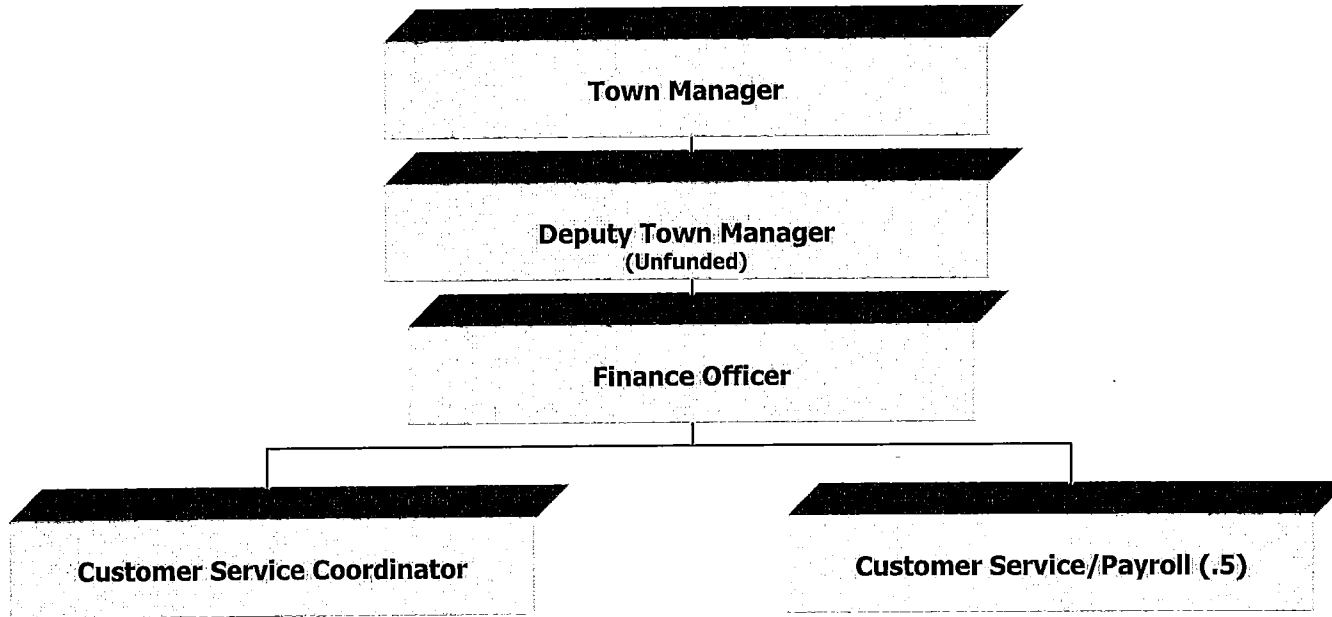 Town Manager
Deputy Town Manager
(Unfunded)
Finance Officer
Customer Service Coordinator
Customer Service/Payroll (.5)